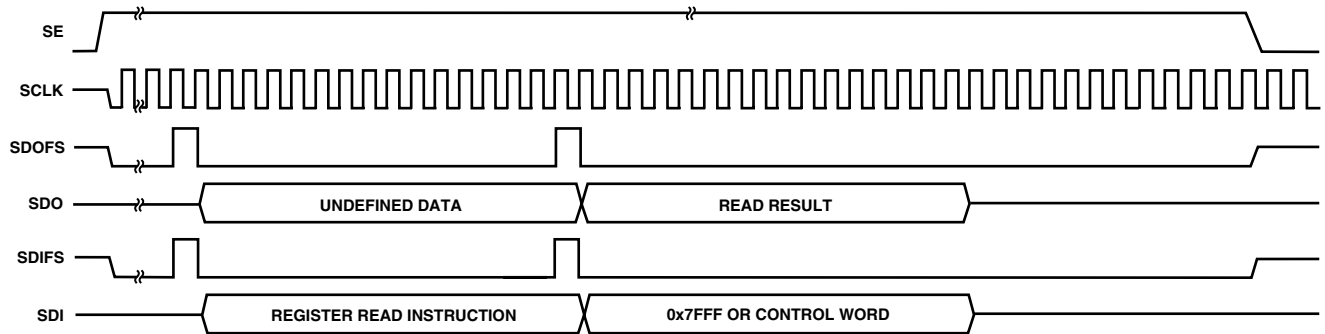 SE
SCLK
SDOFS
SDO
UNDEFINED DATA
READ RESULT
SDIFS
SDI
REGISTER READ INSTRUCTION
0x7FFF OR CONTROL WORD